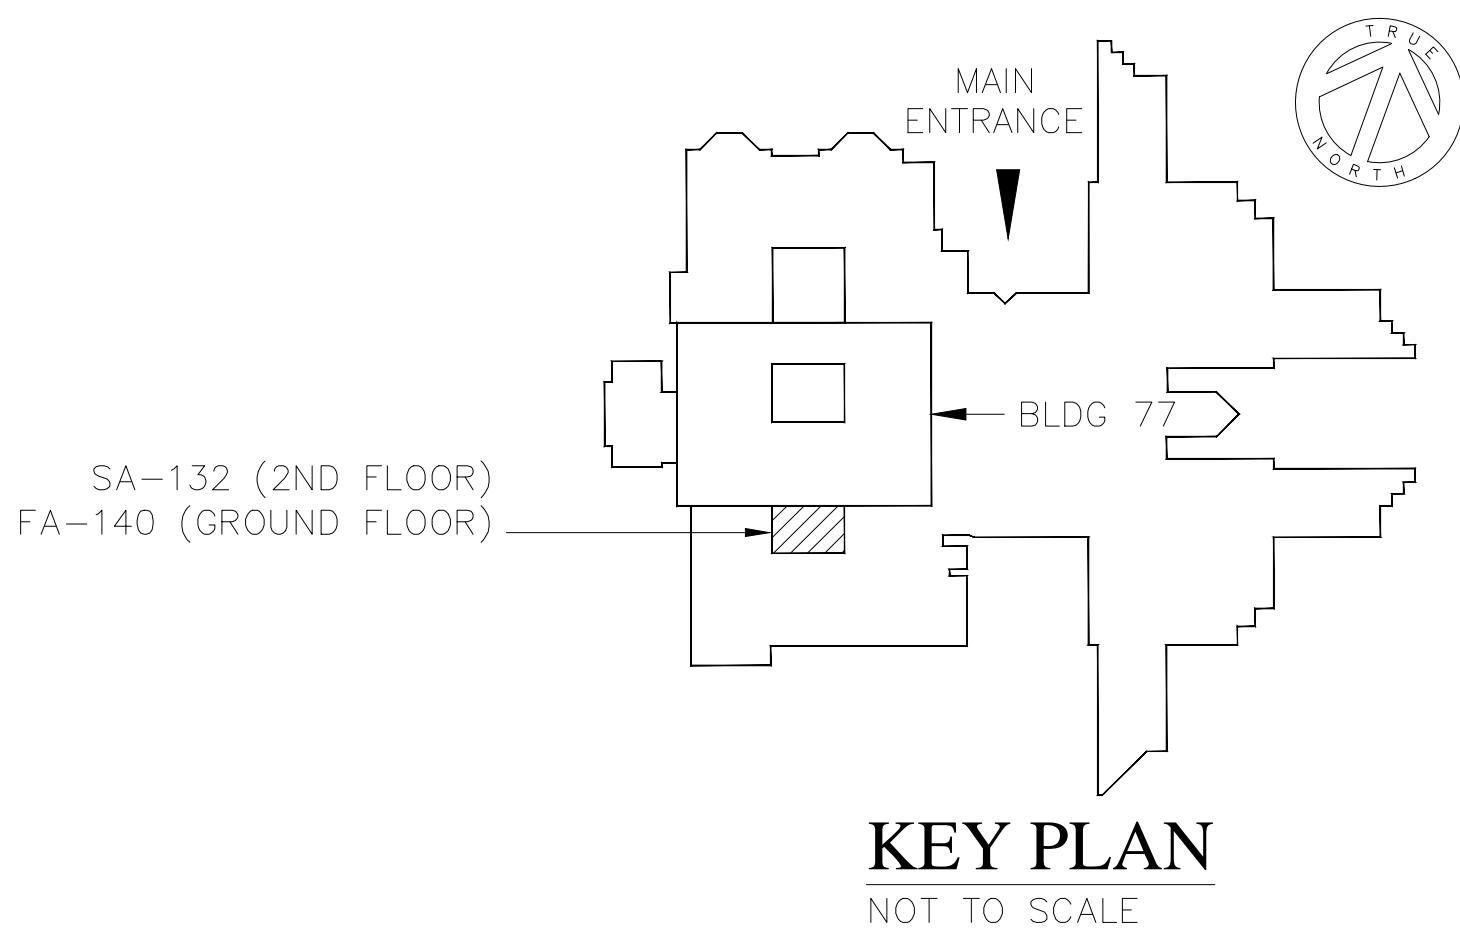 TRUE
NORTH
MAIN
ENTRANCE
BLDG 77
SA-132 (2ND FLOOR)
FA-140 (GROUND FLOOR)
KEY PLAN
NOT TO SCALE